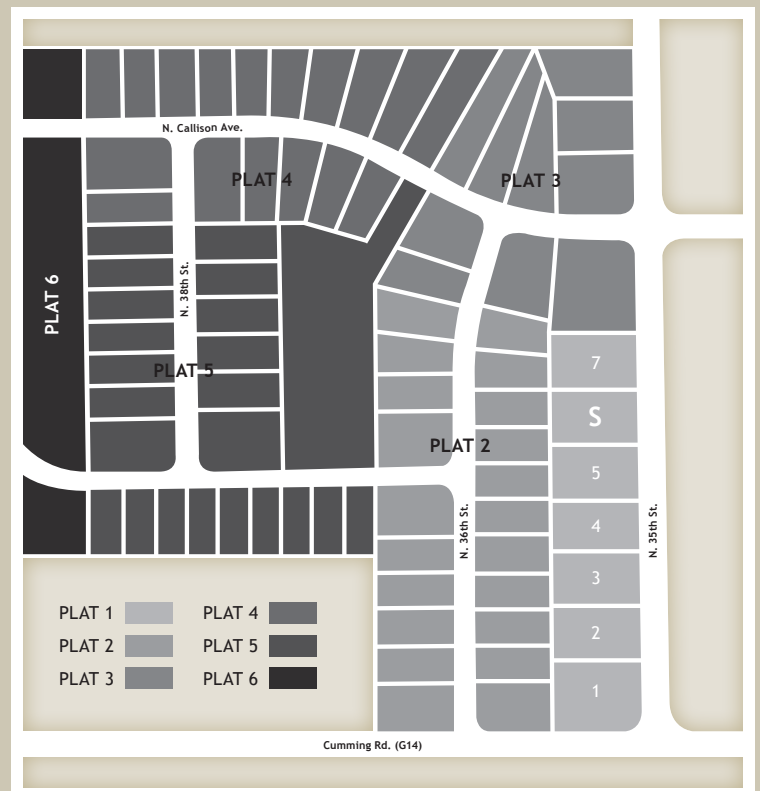 N. Callison Ave.
PLAT 4
PLAT 3
N. 38th St.
PLAT 6
PLAT 5
7
S
PLAT 2
5
N. 36th St.
N. 35th St.
4
3
2
1
PLAT 1
PLAT 2
PLAT 3
PLAT 4
PLAT 5
PLAT 6
Cumming Rd. (G14)